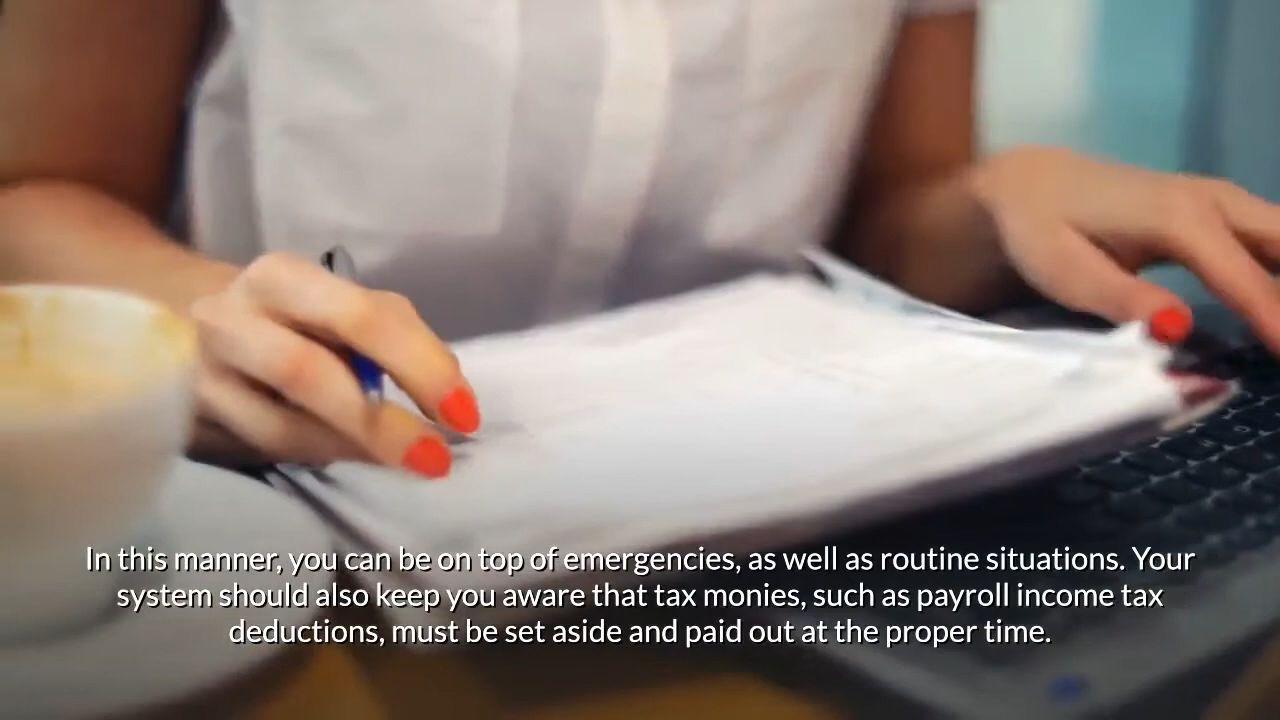 In this manner, you can be on top of emergencies, as well as routine situations. Your
system should also keep you aware that tax monies, such as payroll income tax
deductions, must be set aside and paid out at the proper time.